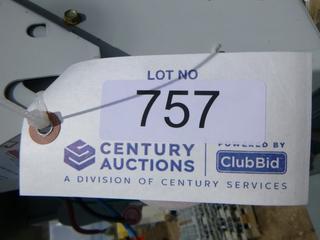 LOT NO
757
CENTURY AUCTIONS
POWERED BY
ClubBid
A DIVISION OF CENTURY SERVICES